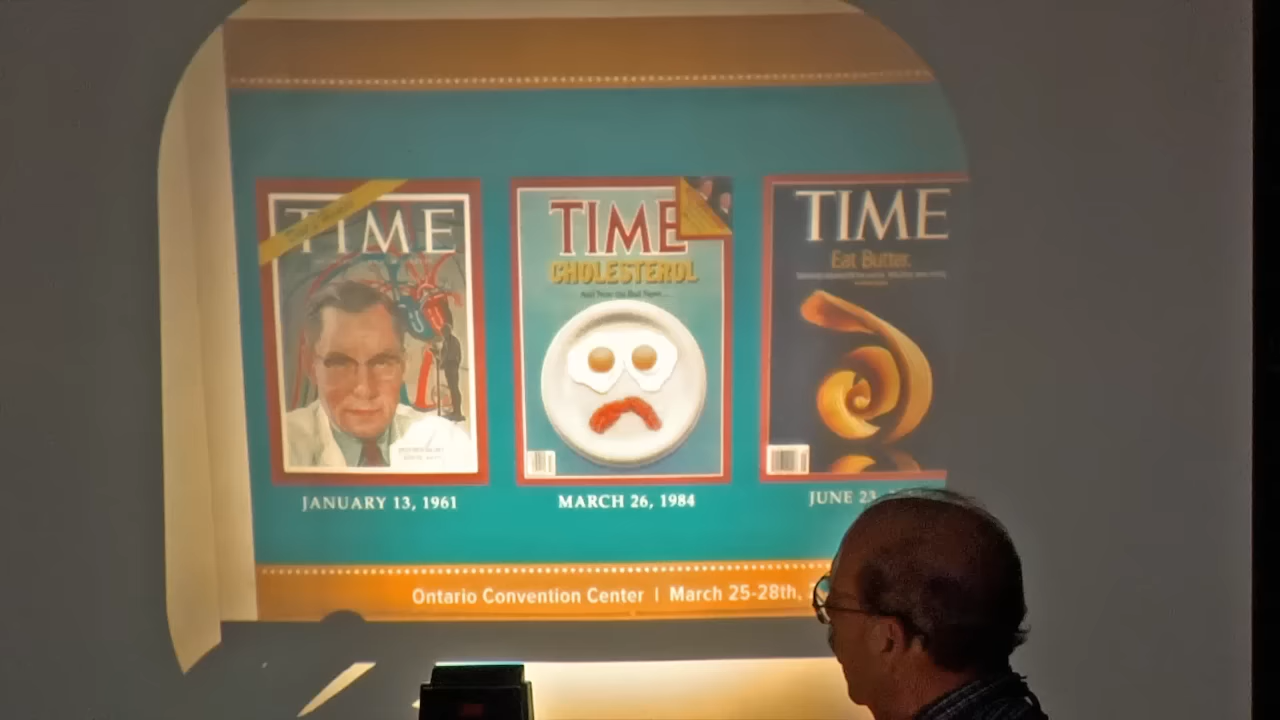 TIME
JANUARY 13, 1961
TIME
CHOLESTEROL
And Now the Bad News...
MARCH 26, 1984
TIME
Eat Butter.
JUNE 23,
Ontario Convention Center | March 25-28th,